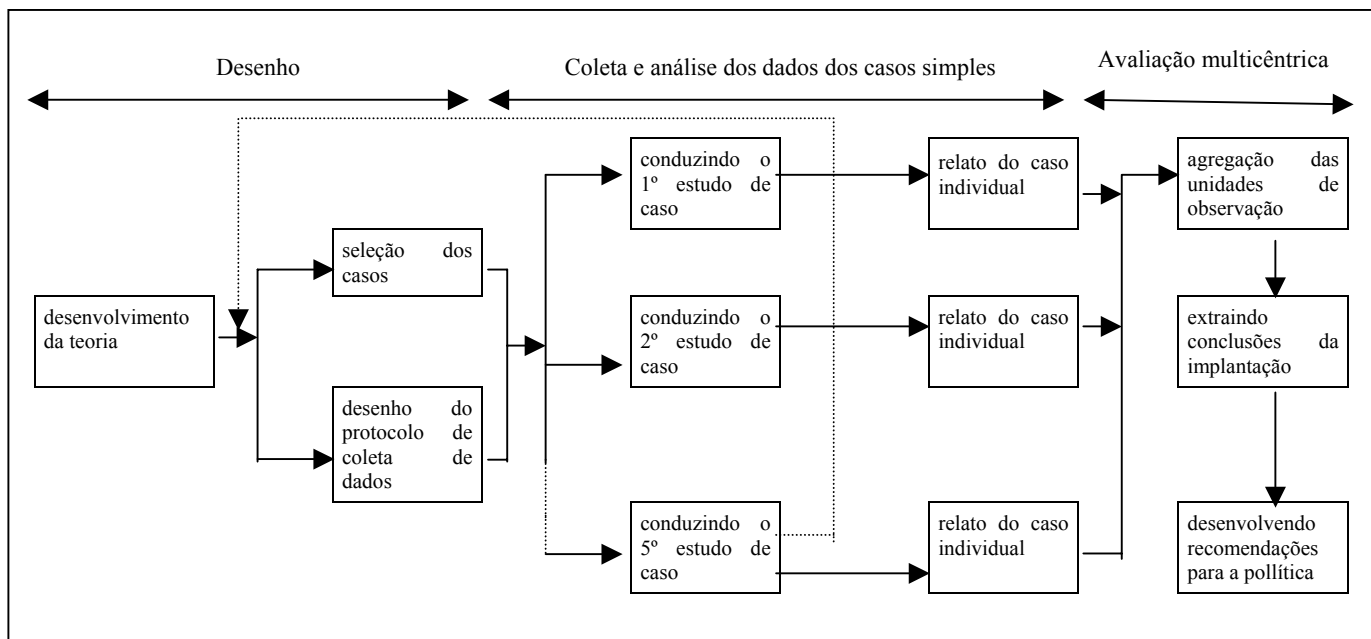 Desenho
Coleta e análise dos dados dos casos simples
Avaliação multicêntrica
desenvolvimento
da teoria
seleção dos
casos
desenho do
protocolo de
coleta de
dados
conduzindo o
1º estudo de
caso
conduzindo o
2º estudo de
caso
conduzindo o
5º estudo de
caso
relato do caso
individual
relato do caso
individual
relato do caso
individual
agregação das
unidades de
observação
extraindo
conclusões da
implantação
desenvolvendo
recomendações
para a pollítica